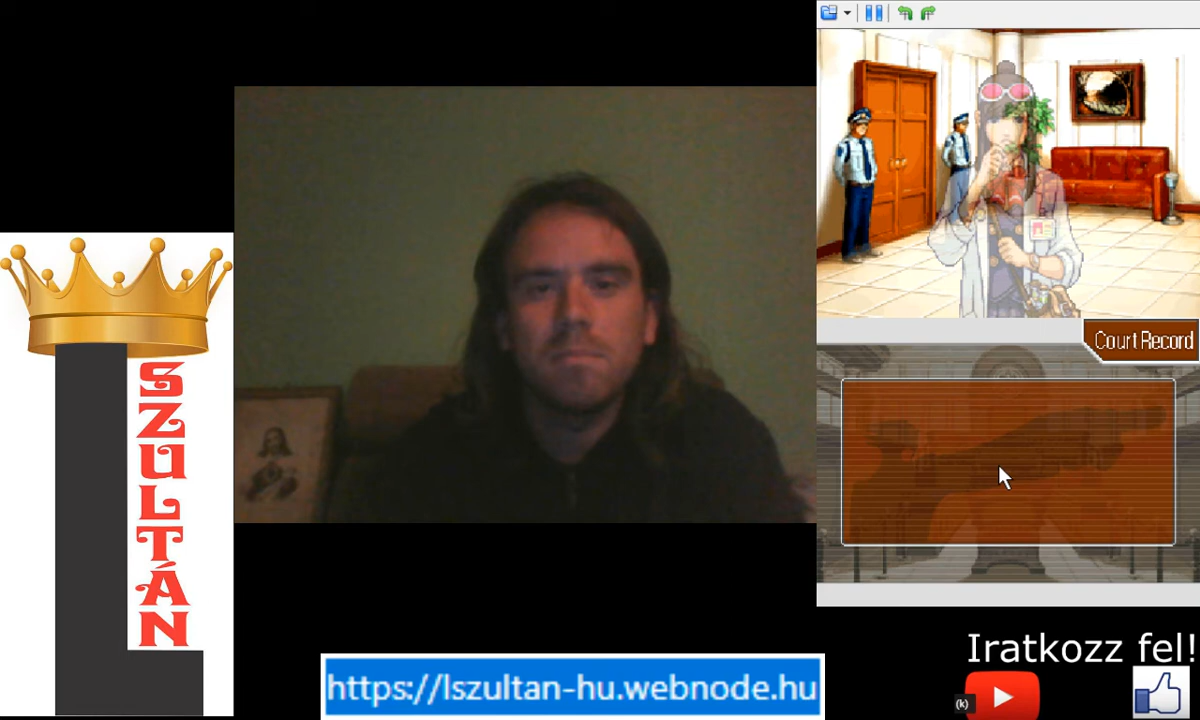 Court Record
SZULTÁN
Iratkozz fel!
https://lszultan-hu.webnode.hu
(k)